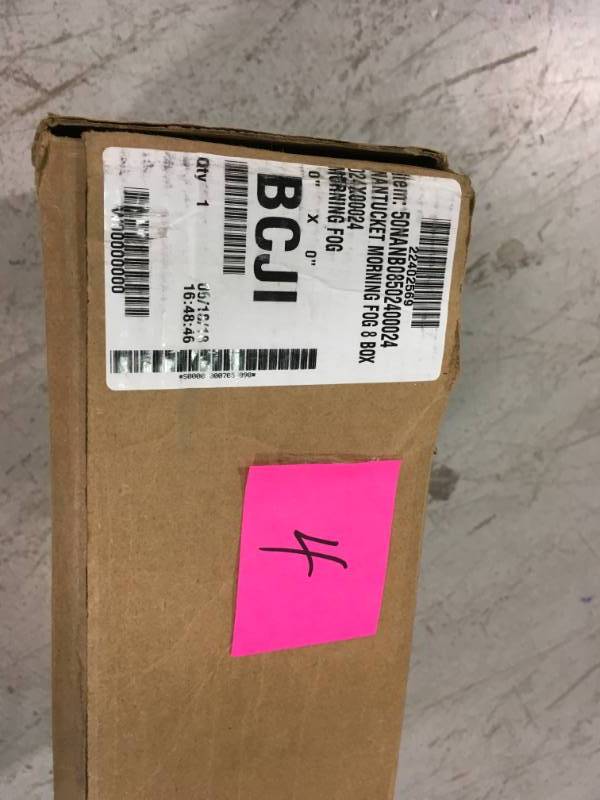 22402569
Item: 50NANB08502400024
NANTUCKET MORNING FOG 8 BOX
024X00024
MORNING FOG
0" X 0"
BCJI
Qty 1
16:48:46
4